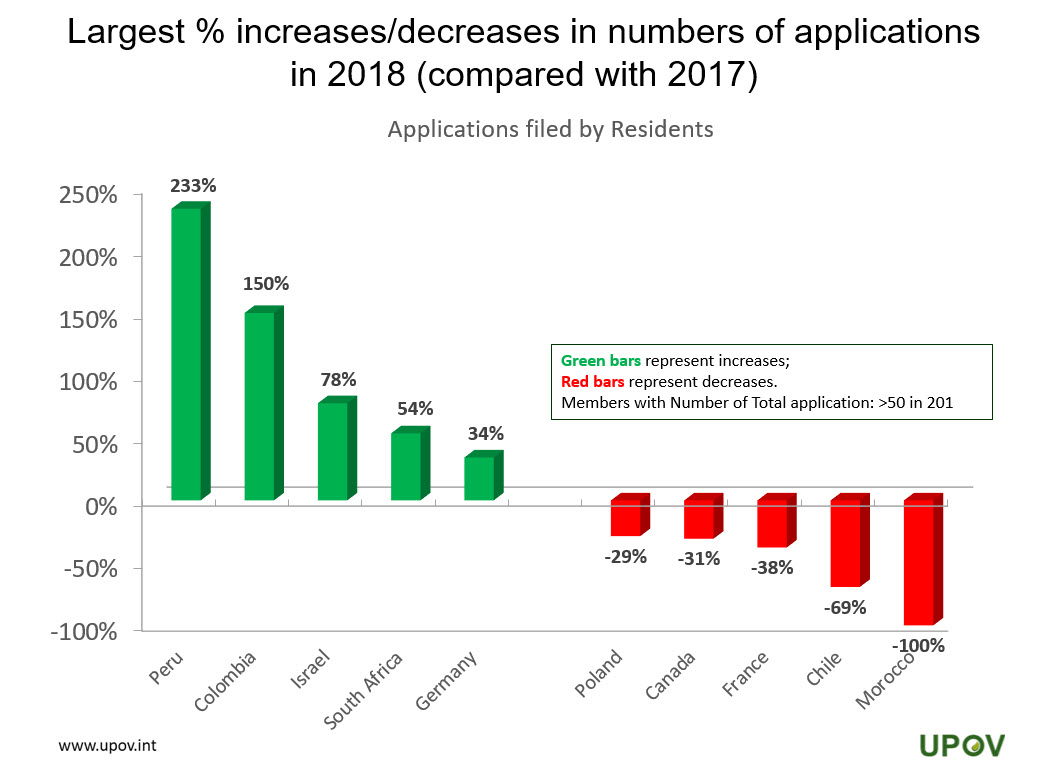 Largest % increases/decreases in numbers of applications
in 2018 (compared with 2017)
Applications filed by Residents
250%
200%
150%
100%
50%
0%
-50%
-100%
233%
150%
78%
54%
34%
-29%
-31%
-38%
-69%
-100%
Green bars represent increases;
Red bars represent decreases.
Members with Number of Total application: >50 in 201
Peru
Colombia
Israel
South Africa
Germany
Poland
Canada
France
Chile
Morocco
www.upov.int
UPOV